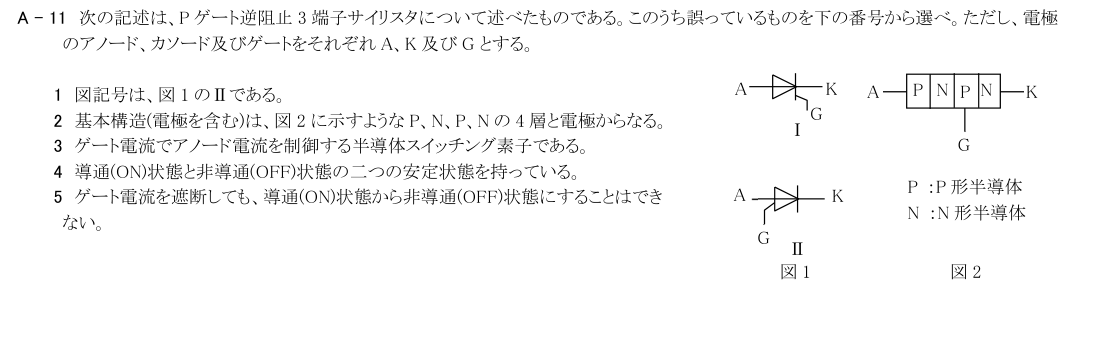 A－11 次の記述は、Pゲート逆阻止3端子サイリスタについて述べたものである。このうち誤っているものを下の番号から選べ。ただし、電極
のアノード、カソード及びゲートをそれぞれA、K及びGとする。
1 図記号は、図1のⅡである。
2 基本構造(電極を含む)は、図2に示すようなP、N、P、Nの4層と電極からなる。
3 ゲート電流でアノード電流を制御する半導体スイッチング素子である。
4 導通(ON)状態と非導通(OFF)状態の二つの安定状態を持っている。
5 ゲート電流を遮断しても、導通(ON)状態から非導通(OFF)状態にすることはでき
ない。
A K
G
Ⅰ
A K
G
Ⅱ
図1
A P N P N K
G
P :P形半導体
N :N形半導体
図2